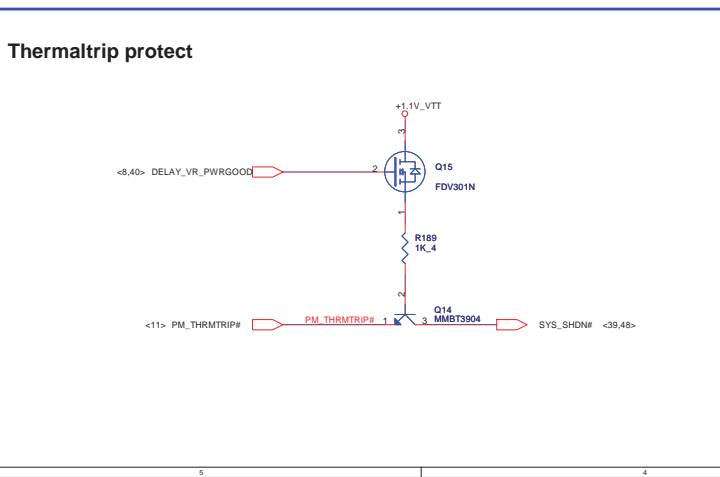 Thermaltrip protect
+1.1V_VTT
3
<8,40> DELAY_VR_PWRGOOD
2
Q15
FDV301N
1
R189
1K_4
2
Q14
MMBT3904
<11> PM_THRMTRIP#
PM_THRMTRIP#
1
3
SYS_SHDN# <39,48>
5
4